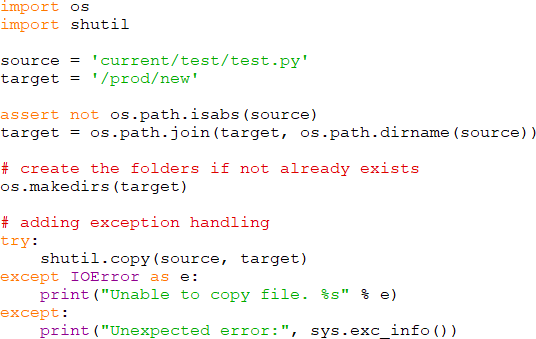 import os
import shutil

source = 'current/test/test.py'
target = '/prod/new'

assert not os.path.isabs(source)
target = os.path.join(target, os.path.dirname(source))

# create the folders if not already exists
os.makedirs(target)

# adding exception handling
try:
    shutil.copy(source, target)
except IOError as e:
    print("Unable to copy file. %s" % e)
except:
    print("Unexpected error:", sys.exc_info())